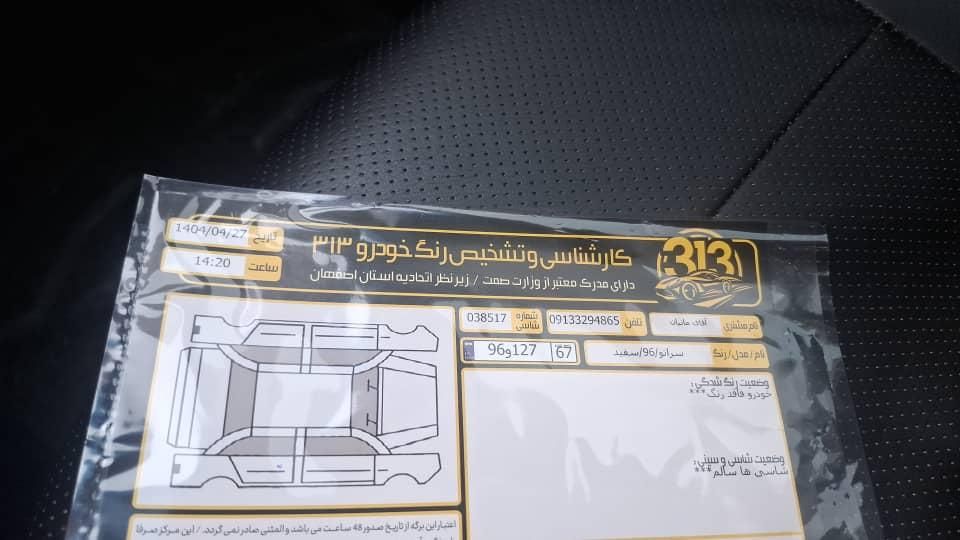 313
کارشناسی و تشخیص رنگ خودرو ۳۱۳
دارای مدرک معتبر از وزارت صمت / زیر نظر اتحادیه استان اصفهان
تاریخ 1404/04/27
ساعت 14:20
نام مشتری آقای
تلفن 09133294865
شماره شاسی 038517
نام/مدل/رنگ سراتو/96/سفید
96و127 67
وضعیت رنگ شدگی:
خودرو فاقد رنگ***
وضعیت شاسی و سینی:
شاسی ها سالم***
اعتبار این برگه از تاریخ صدور 48 ساعت می باشد و المثنی صادر نمی گردد. / این مرکز صرفا